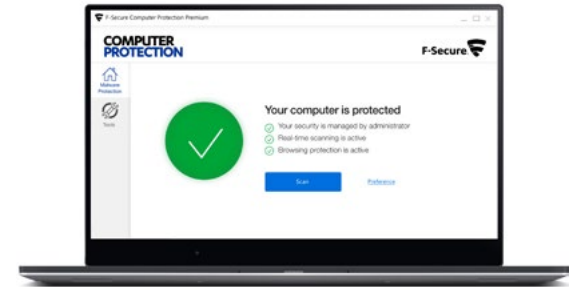 F-Secure Computer Protection Premium
COMPUTER
PROTECTION
F-Secure
Malware
Protection
Tools
Your computer is protected
Your security is managed by administrator
Real-time scanning is active
Browsing protection is active
Scan
Preference